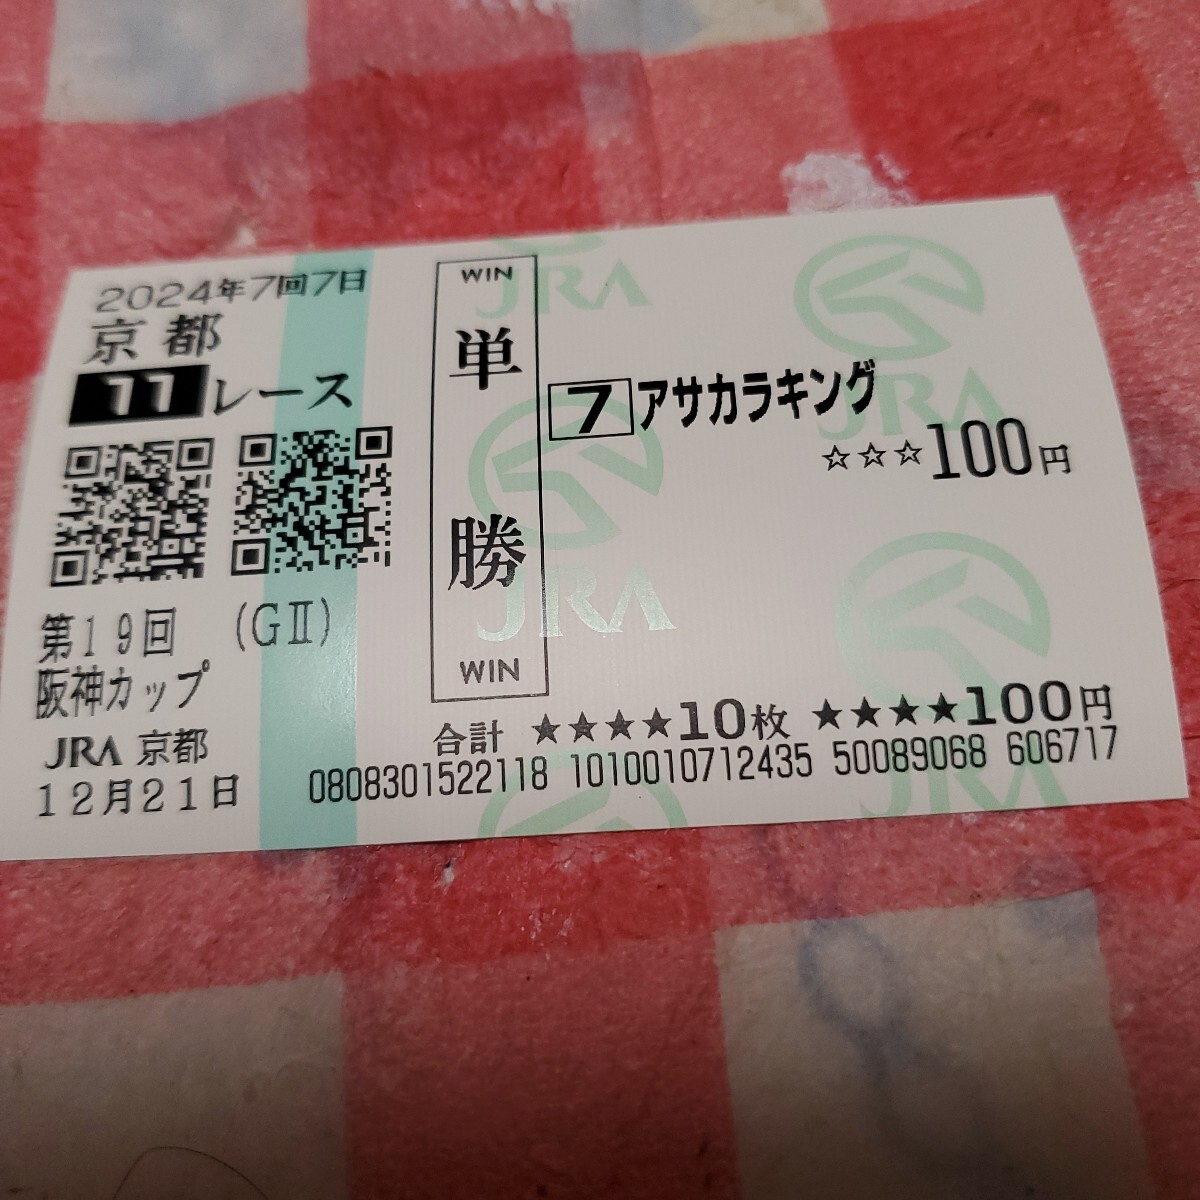 2024年7回7日
京都
11レース
第19回 (GⅡ)
阪神カップ
JRA 京都
12月21日
WIN
単勝
WIN
7 アサカラキング
☆☆☆100円
合計 ★★★★10枚 ★★★★100円
0808301522118 1010010712435 50089068 606717
JRA
JRA
JRA
JRA